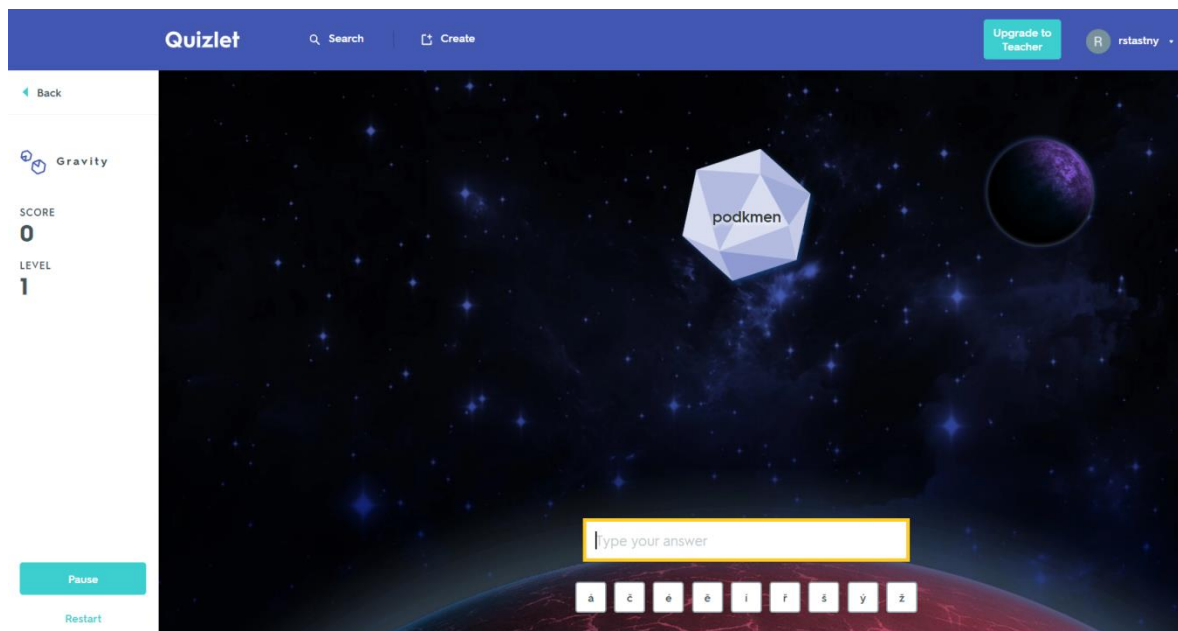 Quizlet
Search
Create
Upgrade to
Teacher
R
rstastny
Back
Gravity
SCORE
0
LEVEL
1
podkmen
Type your answer
á č é ě í ř š ý ž
Pause
Restart